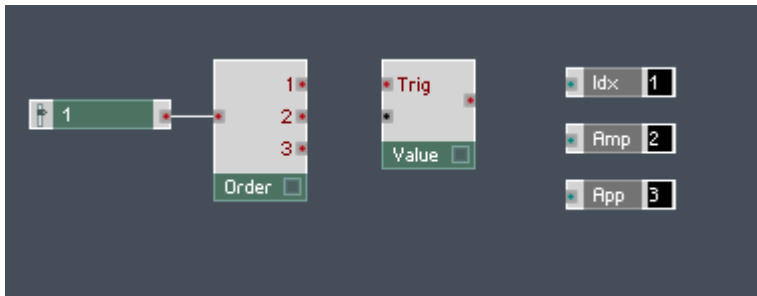 1
1
2
3
Order
Trig
Value
Idx 1
Amp 2
App 3